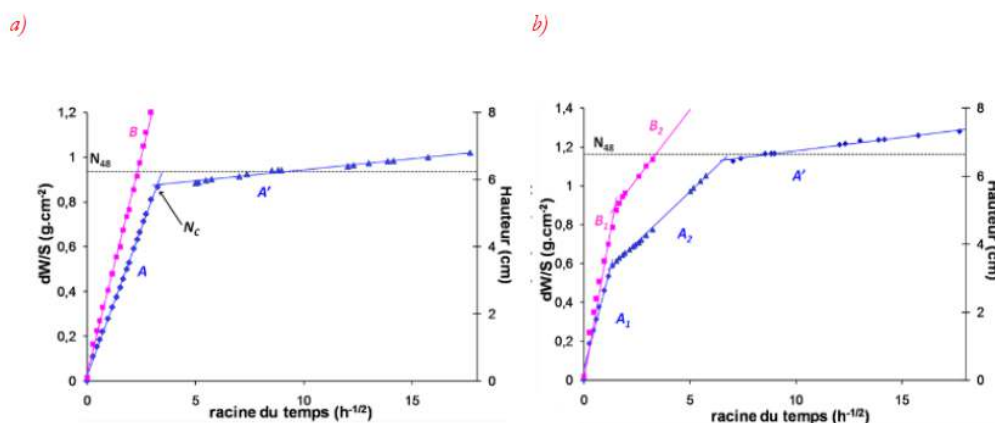 a)
b)
1,2
1
0,8
0,6
0,4
0,2
0
dW/S (g.cm⁻²)
N₄₈
B
A
N_C
A'
8
6
4
2
0
Hauteur (cm)
0
5
10
15
racine du temps (h⁻¹/²)
1,4
1,2
1
0,8
0,6
0,4
0,2
0
dW/S (g.cm⁻²)
N₄₈
B₂
B₁
A₂
A₁
A'
8
6
4
2
0
Hauteur (cm)
0
5
10
15
racine du temps (h⁻¹/²)